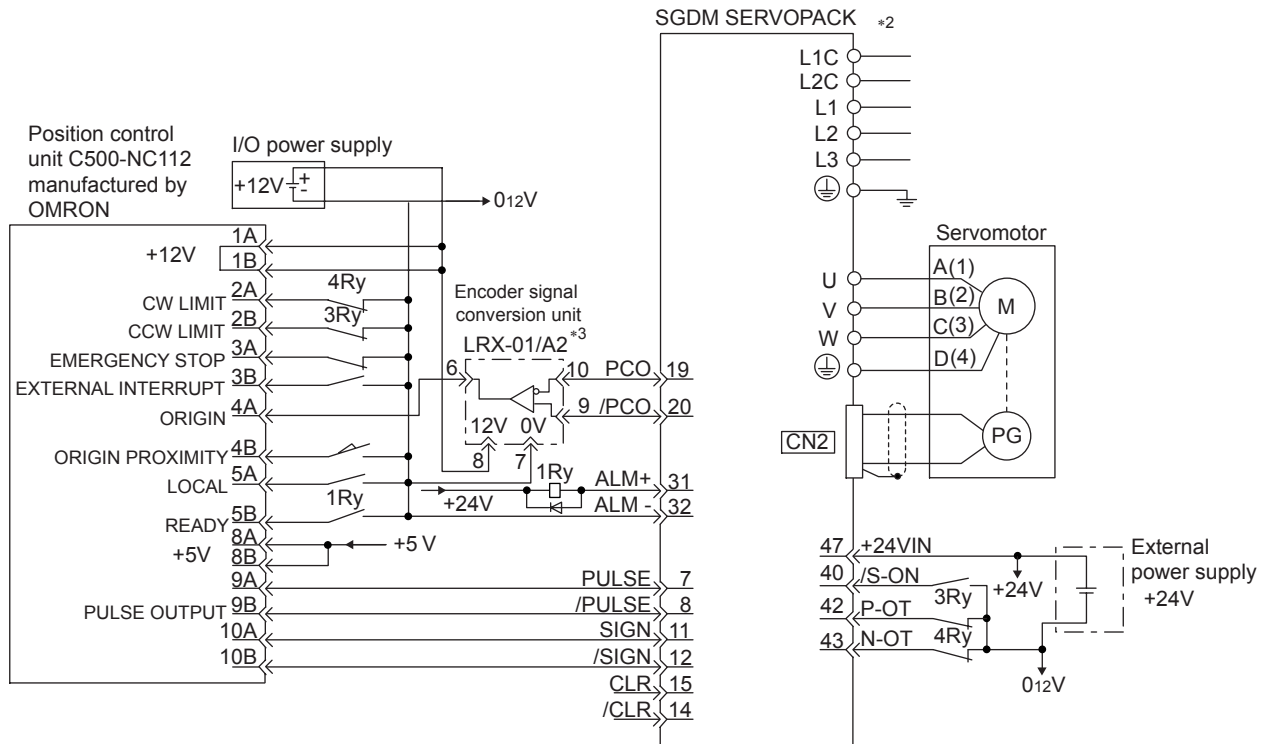 SGDM SERVOPACK *2
L1C
L2C
L1
L2
L3
Position control
unit C500-NC112
manufactured by
OMRON
I/O power supply
+12V
+
-
012V
1A
+12V
1B
2A
CW LIMIT
4Ry
2B
CCW LIMIT
3Ry
3A
EMERGENCY STOP
3B
EXTERNAL INTERRUPT
4A
ORIGIN
4B
ORIGIN PROXIMITY
5A
LOCAL
1Ry
5B
READY
8A
+5V
8B
+5 V
9A
PULSE OUTPUT
9B
10A
10B
Encoder signal
conversion unit
LRX-01/A2 *3
6
10 PCO 19
9 /PCO 20
12V 0V
8 7
1Ry
+24V
ALM+ 31
ALM - 32
PULSE 7
/PULSE 8
SIGN 11
/SIGN 12
CLR 15
/CLR 14
Servomotor
U A(1)
V B(2)
W C(3)
D(4)
M
CN2
PG
47 +24VIN
40 /S-ON
3Ry
+24V
42 P-OT
43 N-OT 4Ry
External
power supply
+24V
012V